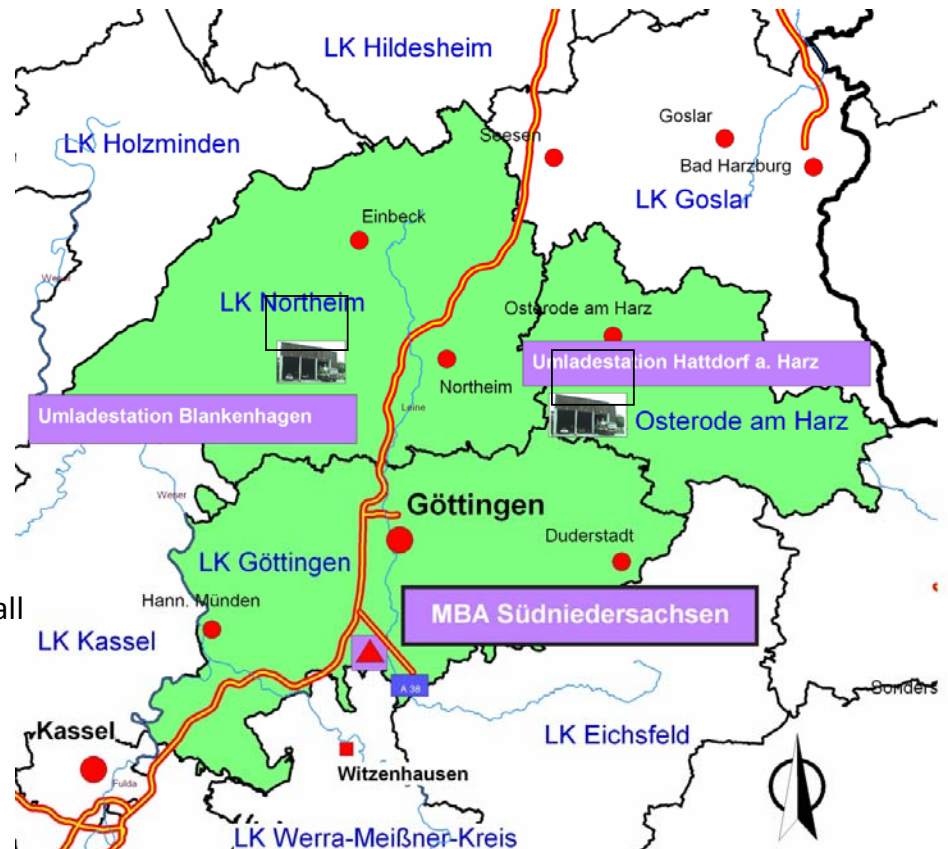 LK Hildesheim
Goslar
Seesen
LK Holzminden
Bad Harzburg
LK Goslar
Einbeck
Weser
LK Northeim
Osterode am Harz
Umladestation Hattdorf a. Harz
Northeim
Umladestation Blankenhagen
Leine
Osterode am Harz
Weser
Göttingen
Duderstadt
LK Göttingen
Hann. Münden
all
MBA Südniedersachsen
LK Kassel
A 38
Sonders
Kassel
LK Eichsfeld
Witzenhausen
Fulda
LK Werra-Meißner-Kreis